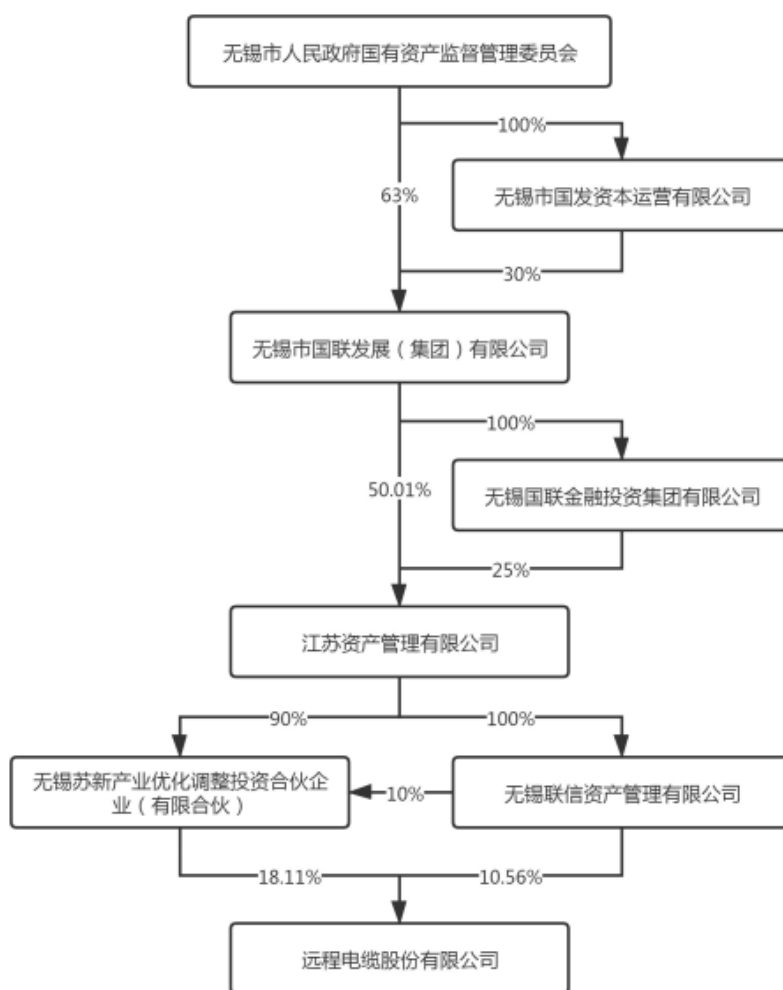 无锡市人民政府国有资产监督管理委员会
100%
无锡市国发资本运营有限公司
63%
30%
无锡市国联发展（集团）有限公司
100%
50.01%
无锡国联金融投资集团有限公司
25%
江苏资产管理有限公司
90%
100%
无锡苏新产业优化调整投资合伙企
业（有限合伙）
10%
无锡联信资产管理有限公司
18.11%
10.56%
远程电缆股份有限公司